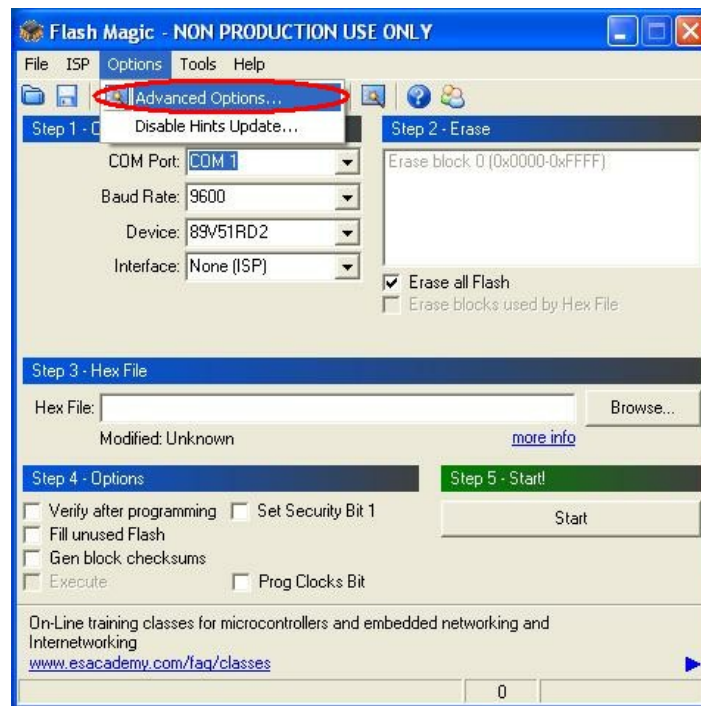 Flash Magic - NON PRODUCTION USE ONLY
File ISP Options Tools Help
Advanced Options...
Disable Hints Update...
Step 1 - C
Step 2 - Erase
COM Port: COM 1
Erase block 0 (0x0000-0xFFFF)
Baud Rate: 9600
Device: 89V51RD2
Interface: None (ISP)
Erase all Flash
Erase blocks used by Hex File
Step 3 - Hex File
Hex File:
Browse...
Modified: Unknown
more info
Step 4 - Options
Step 5 - Start!
Verify after programming
Set Security Bit 1
Start
Fill unused Flash
Gen block checksums
Execute
Prog Clocks Bit
On-Line training classes for microcontrollers and embedded networking and
Internetworking
www.esacademy.com/faq/classes
0